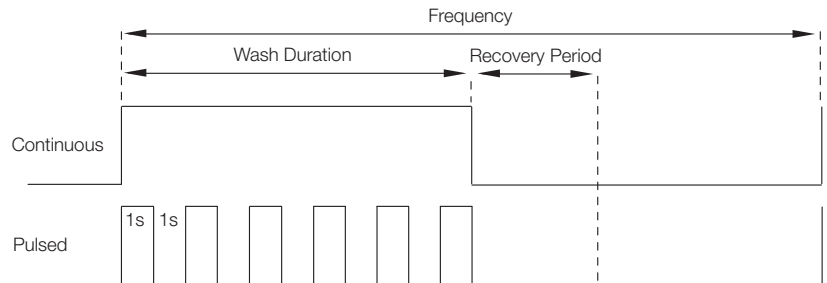 Frequency
Wash Duration
Recovery Period
Continuous
1s 1s
Pulsed